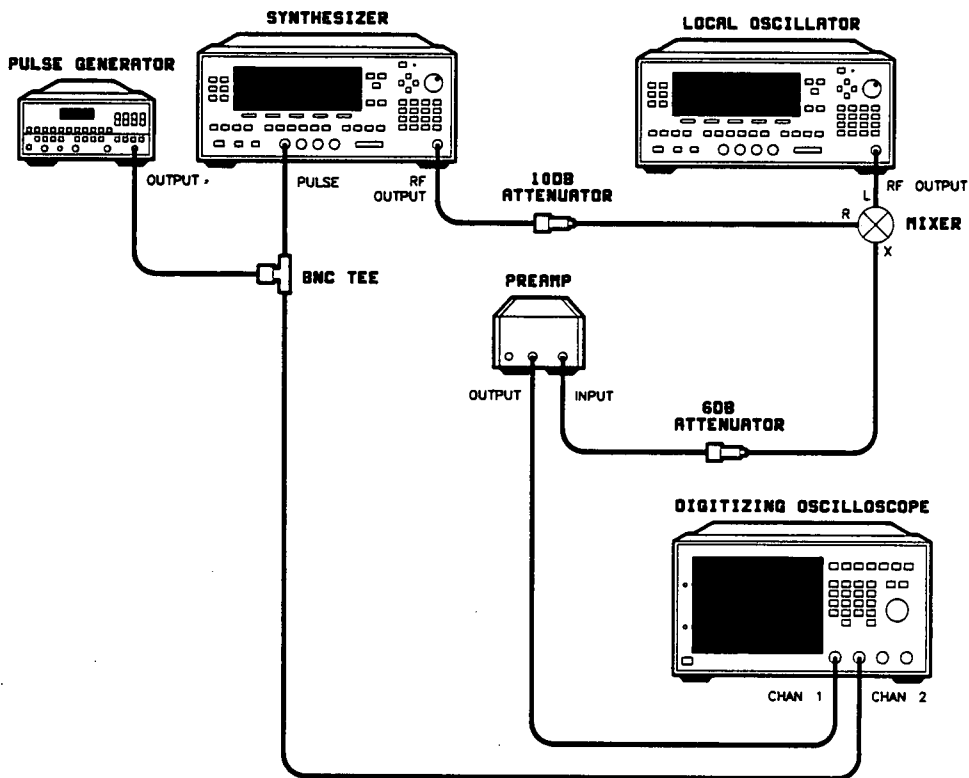 SYNTHESIZER
LOCAL OSCILLATOR
PULSE GENERATOR
OUTPUT
PULSE
RF
OUTPUT
10DB
ATTENUATOR
RF OUTPUT
L
R
MIXER
X
BNC TEE
PREAMP
OUTPUT
INPUT
6DB
ATTENUATOR
DIGITIZING OSCILLOSCOPE
CHAN 1
CHAN 2